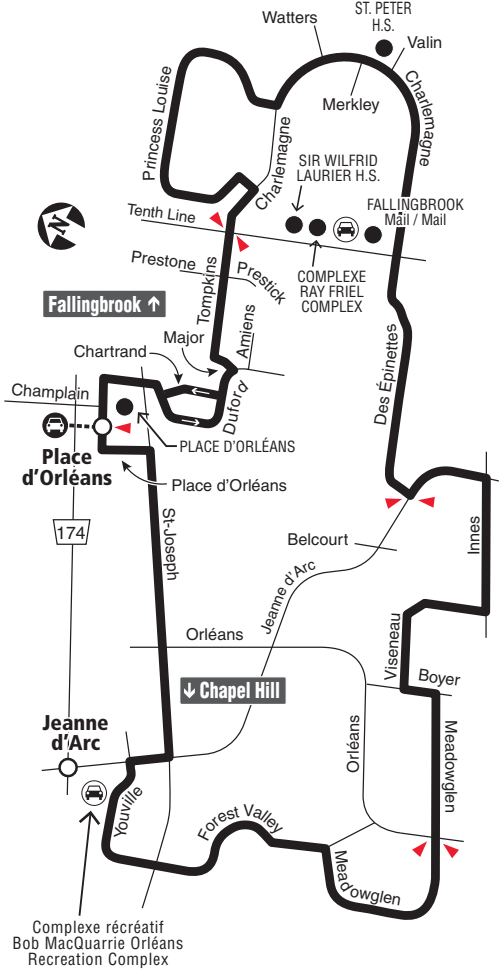 ST. PETER
H.S.
Watters
Valin
Merkley
Charlemagne
Princess Louise
Charlemagne
SIR WILFRID
LAURIER H.S.
FALLINGBROOK
Mail / Mail
Tenth Line
N
Prestone
Prestick
COMPLEXE
RAY FRIEL
COMPLEX
Tompkins
Fallingbrook ↑
Amiens
Major
Chartrand
Duford
Des Épinettes
Champlain
PLACE D'ORLÉANS
Place
d'Orléans
Place d'Orléans
174
St-Joseph
Belcourt
Innes
Jeanne d'Arc
Orléans
Viseneau
Boyer
↓ Chapel Hill
Jeanne
d'Arc
Orléans
Meadowglen
Youville
Forest Valley
Meadowglen
Complexe récréatif
Bob MacQuarrie Orléans
Recreation Complex